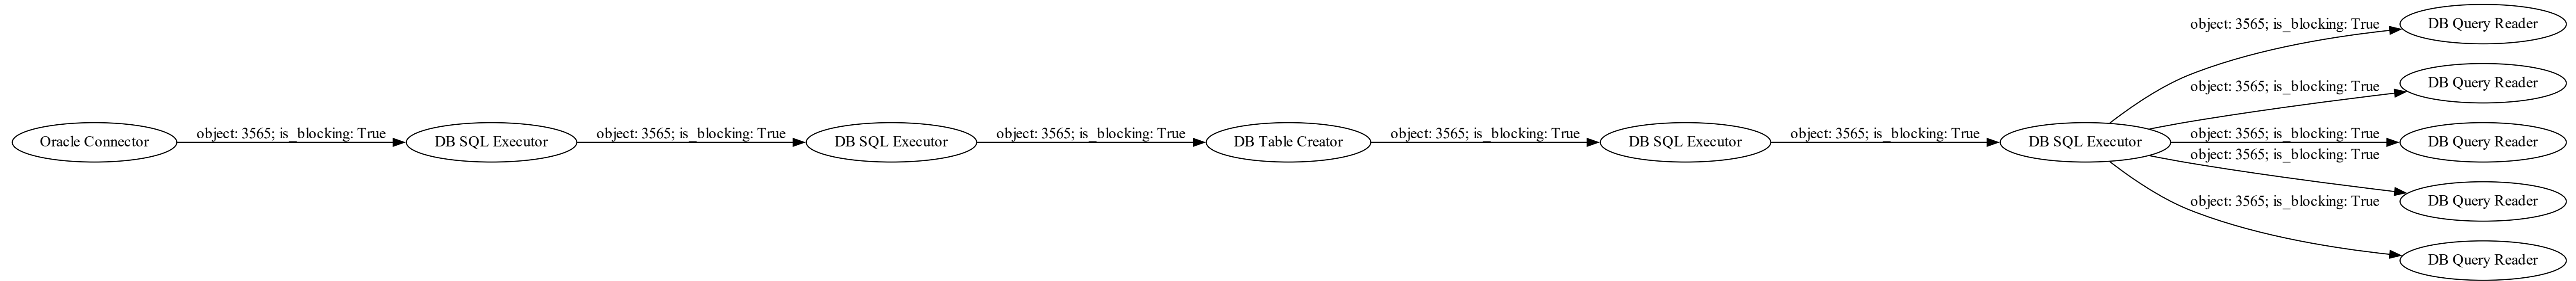 Oracle Connector
object: 3565; is_blocking: True
DB SQL Executor
object: 3565; is_blocking: True
DB SQL Executor
object: 3565; is_blocking: True
DB Table Creator
object: 3565; is_blocking: True
DB SQL Executor
object: 3565; is_blocking: True
DB SQL Executor
object: 3565; is_blocking: True
DB Query Reader
object: 3565; is_blocking: True
DB Query Reader
object: 3565; is_blocking: True
DB Query Reader
object: 3565; is_blocking: True
DB Query Reader
object: 3565; is_blocking: True
DB Query Reader